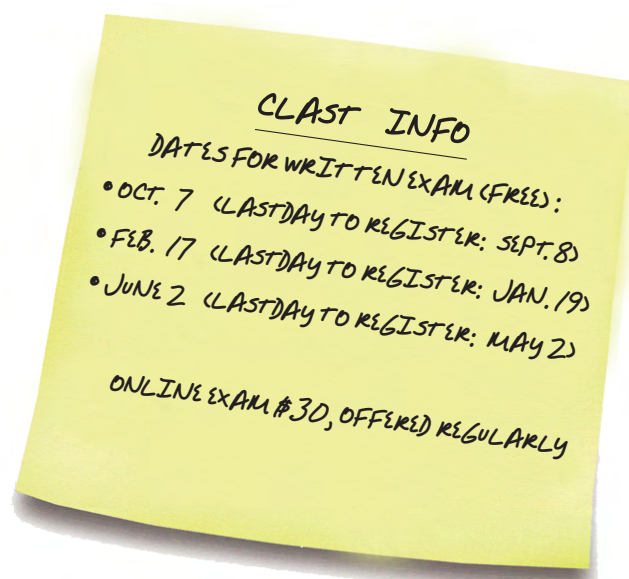 CLAST INFO
DATES FOR WRITTEN EXAM (FREE):
• OCT. 7 (LAST DAY TO REGISTER: SEPT. 8)
• FEB. 17 (LAST DAY TO REGISTER: JAN. 19)
• JUNE 2 (LAST DAY TO REGISTER: MAY 2)
ONLINE EXAM $30, OFFERED REGULARLY